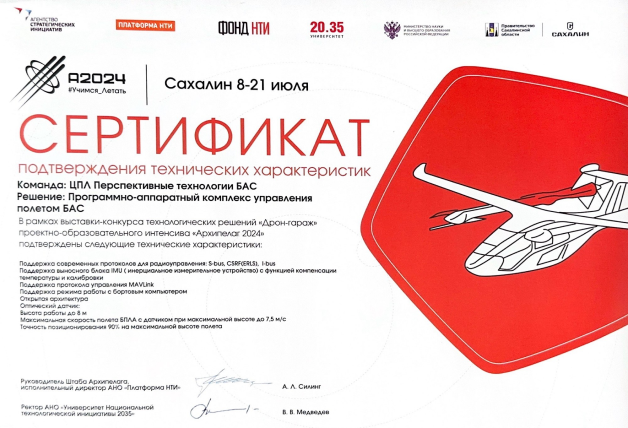 АГЕНТСТВО
СТРАТЕГИЧЕСКИХ
ИНИЦИАТИВ
ПЛАТФОРМА НТИ
ФОНД НТИ
20.35
УНИВЕРСИТЕТ
МИНИСТЕРСТВО НАУКИ
И ВЫСШЕГО ОБРАЗОВАНИЯ
РОССИЙСКОЙ ФЕДЕРАЦИИ
Правительство
Сахалинской
области
САХАЛИН
А2024
#Учимся_Летать
Сахалин 8-21 июля
СЕРТИФИКАТ
подтверждения технических характеристик
Команда: ЦПЛ Перспективные технологии БАС
Решение: Программно-аппаратный комплекс управления
полетом БАС
В рамках выставки-конкурса технологических решений «Дрон-гараж»
проектно-образовательного интенсива «Архипелаг 2024»
подтверждены следующие технические характеристики:
Поддержка современных протоколов для радиоуправления: S-bus, CSRF(ERLS), I-bus
Поддержка выносного блока IMU ( инерциальное измерительное устройство) с функцией компенсации
температуры и калибровки
Поддержка протокола управления MAVLink
Поддержка режима работы с бортовым компьютером
Открытая архитектура
Оптический датчик:
Высота работы до 8 м
Максимальная скорость полета БПЛА с датчиком при максимальной высоте до 7,5 м/с
Точность позиционирования 90% на максимальной высоте полета
Руководитель Штаба Архипелага,
исполнительный директор АНО «Платформа НТИ»
А. Л. Силинг
Ректор АНО «Университет Национальной
технологической инициативы 2035»
В. В. Медведев